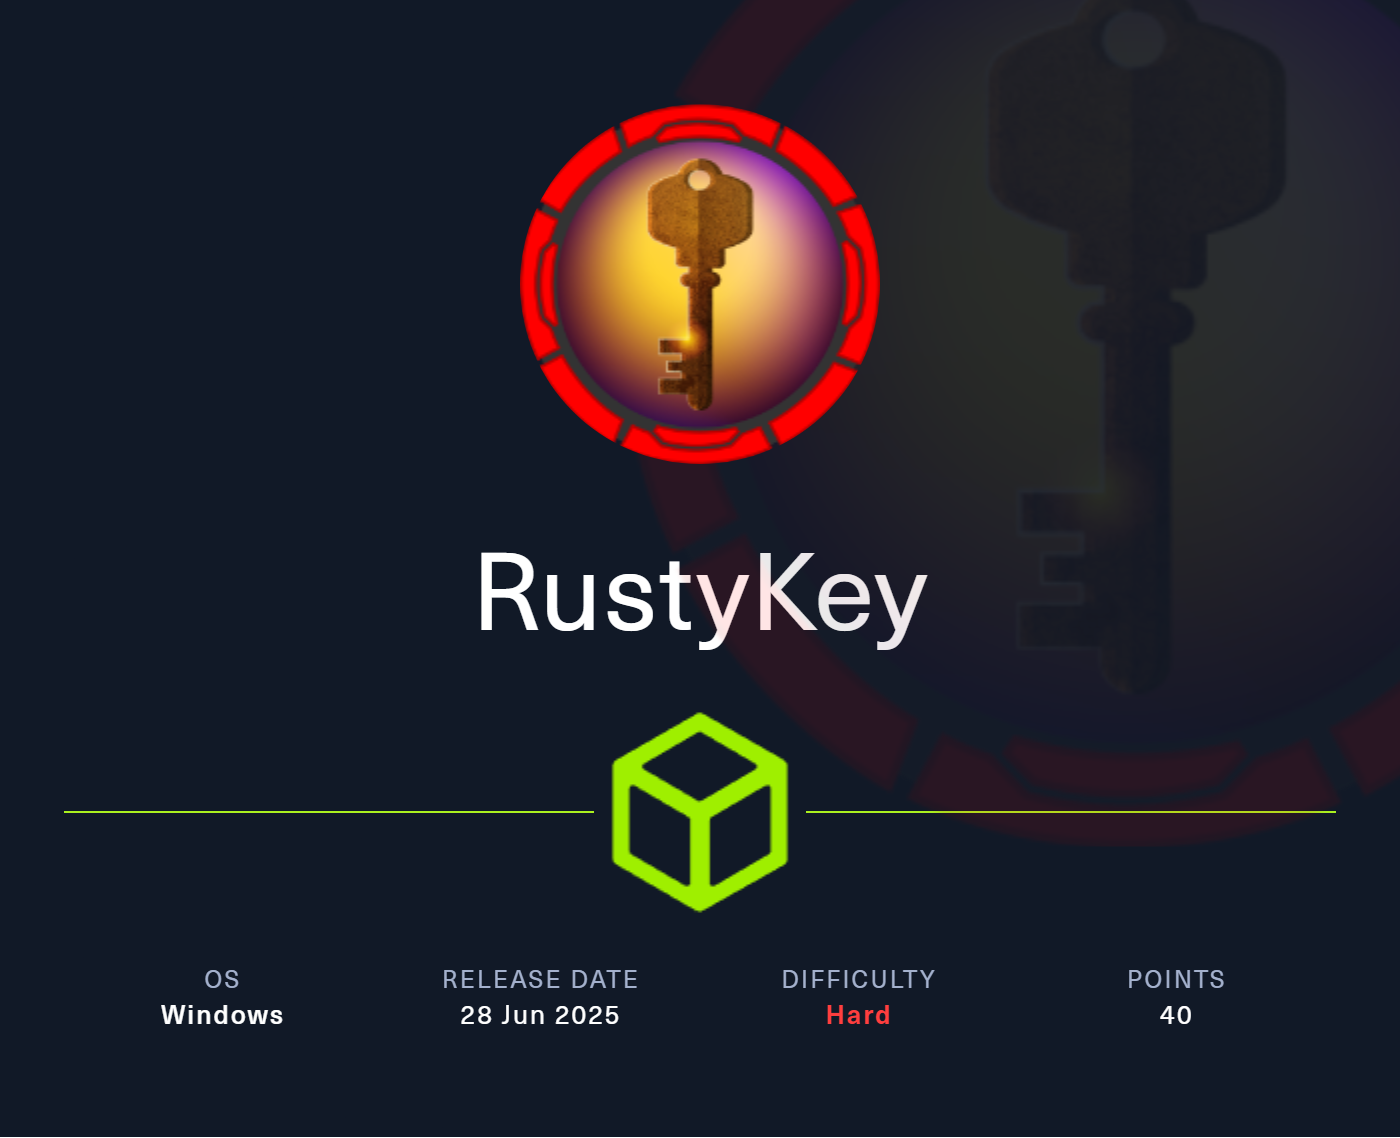 RustyKey
OS
RELEASE DATE
DIFFICULTY
POINTS
Windows
28 Jun 2025
Hard
40